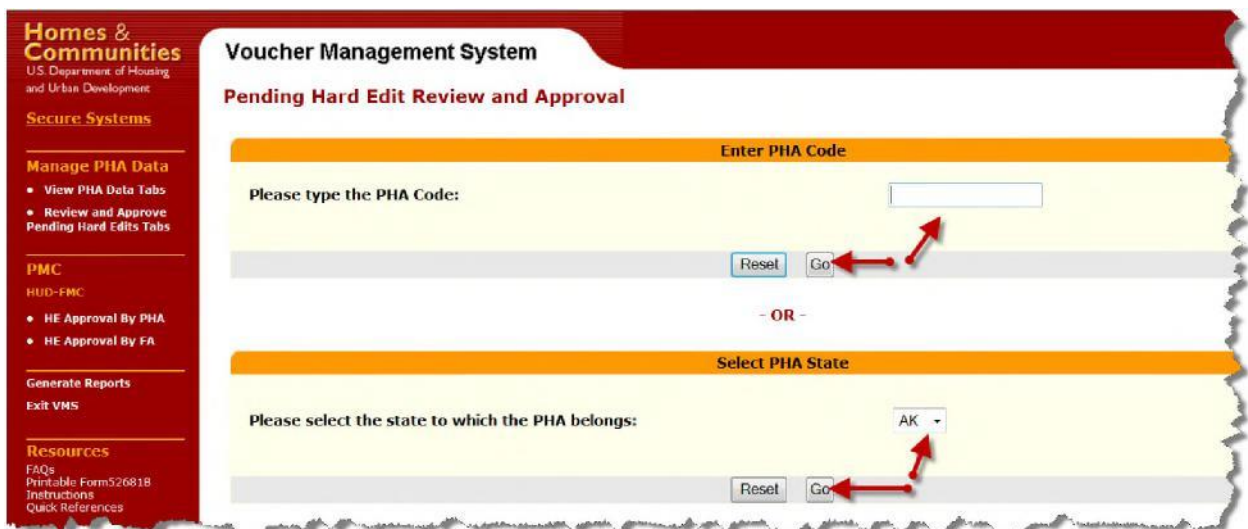 Homes &
Communities
U.S. Department of Housing
and Urban Development
Secure Systems
Manage PHA Data
• View PHA Data Tabs
• Review and Approve
Pending Hard Edits Tabs
PMC
HUD-FMC
• HE Approval By PHA
• HE Approval By FA
Generate Reports
Exit VMS
Resources
FAQs
Printable Form52681B
Instructions
Quick References
Voucher Management System
Pending Hard Edit Review and Approval
Enter PHA Code
Please type the PHA Code:
Reset Go
- OR -
Select PHA State
Please select the state to which the PHA belongs: AK
Reset Go